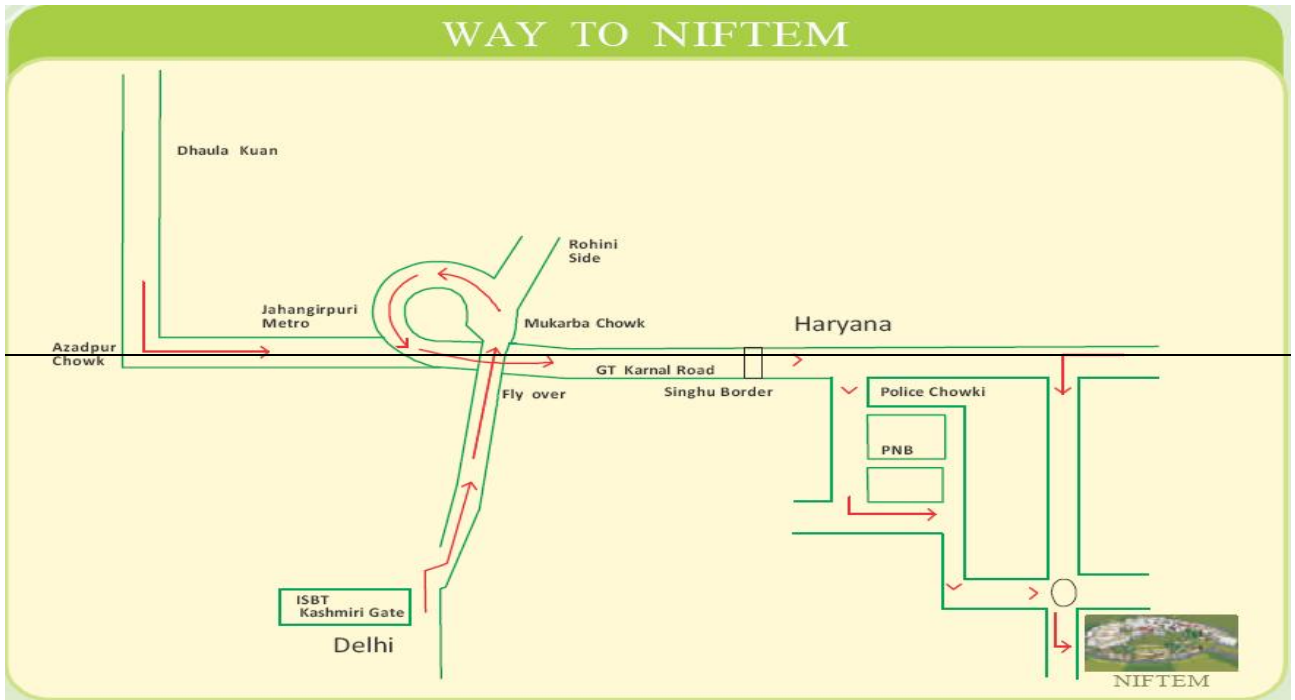 WAY TO NIFTEM
Dhaula Kuan
Rohini
Side
Jahangirpuri
Metro
Mukarba Chowk
Haryana
Azadpur
Chowk
GT Karnal Road
Fly over
Singhu Border
Police Chowki
PNB
ISBT
Kashmiri Gate
Delhi
NIFTEM